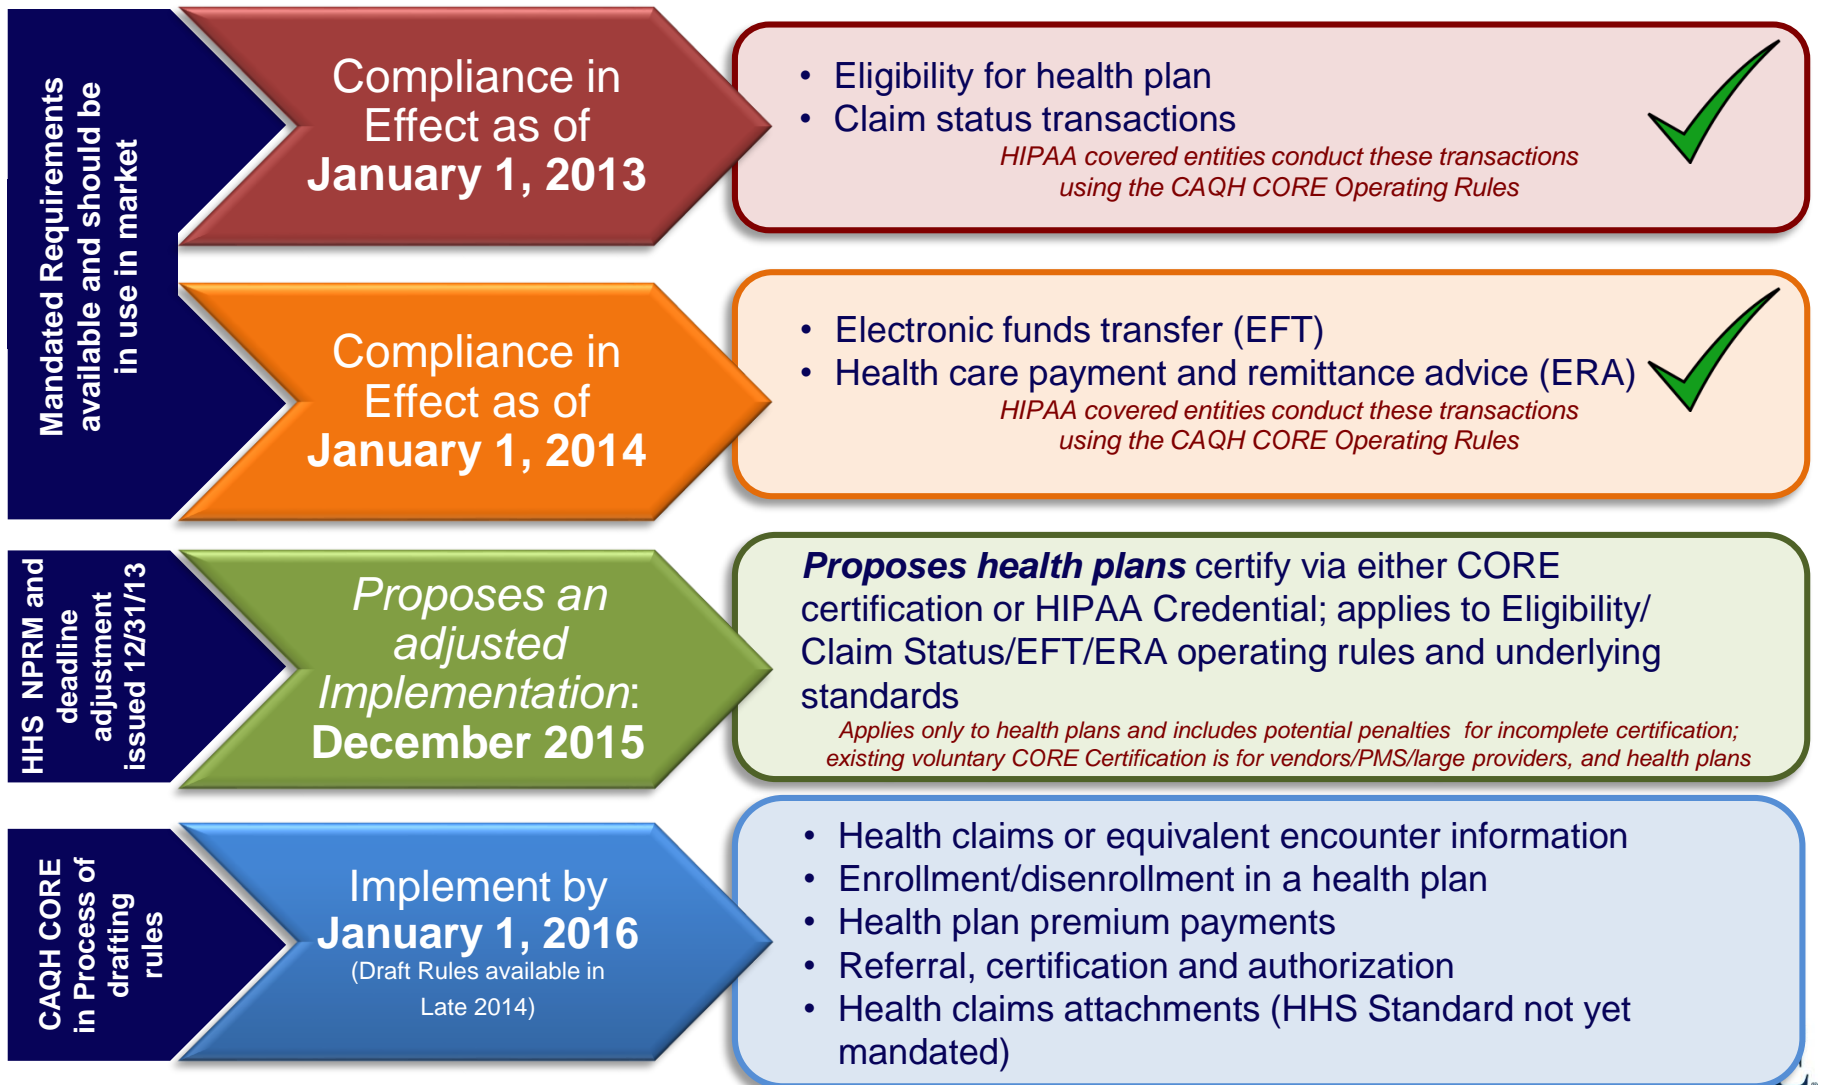 Mandated Requirements
available and should be
in use in market
Compliance in
Effect as of
January 1, 2013
• Eligibility for health plan
• Claim status transactions
HIPAA covered entities conduct these transactions
using the CAQH CORE Operating Rules
Compliance in
Effect as of
January 1, 2014
• Electronic funds transfer (EFT)
• Health care payment and remittance advice (ERA)
HIPAA covered entities conduct these transactions
using the CAQH CORE Operating Rules
HHS NPRM and
deadline
adjustment
issued 12/31/13
Proposes an
adjusted
Implementation:
December 2015
Proposes health plans certify via either CORE
certification or HIPAA Credential; applies to Eligibility/
Claim Status/EFT/ERA operating rules and underlying
standards
Applies only to health plans and includes potential penalties for incomplete certification;
existing voluntary CORE Certification is for vendors/PMS/large providers, and health plans
CAQH CORE
in Process of
drafting
rules
Implement by
January 1, 2016
(Draft Rules available in
Late 2014)
• Health claims or equivalent encounter information
• Enrollment/disenrollment in a health plan
• Health plan premium payments
• Referral, certification and authorization
• Health claims attachments (HHS Standard not yet
mandated)